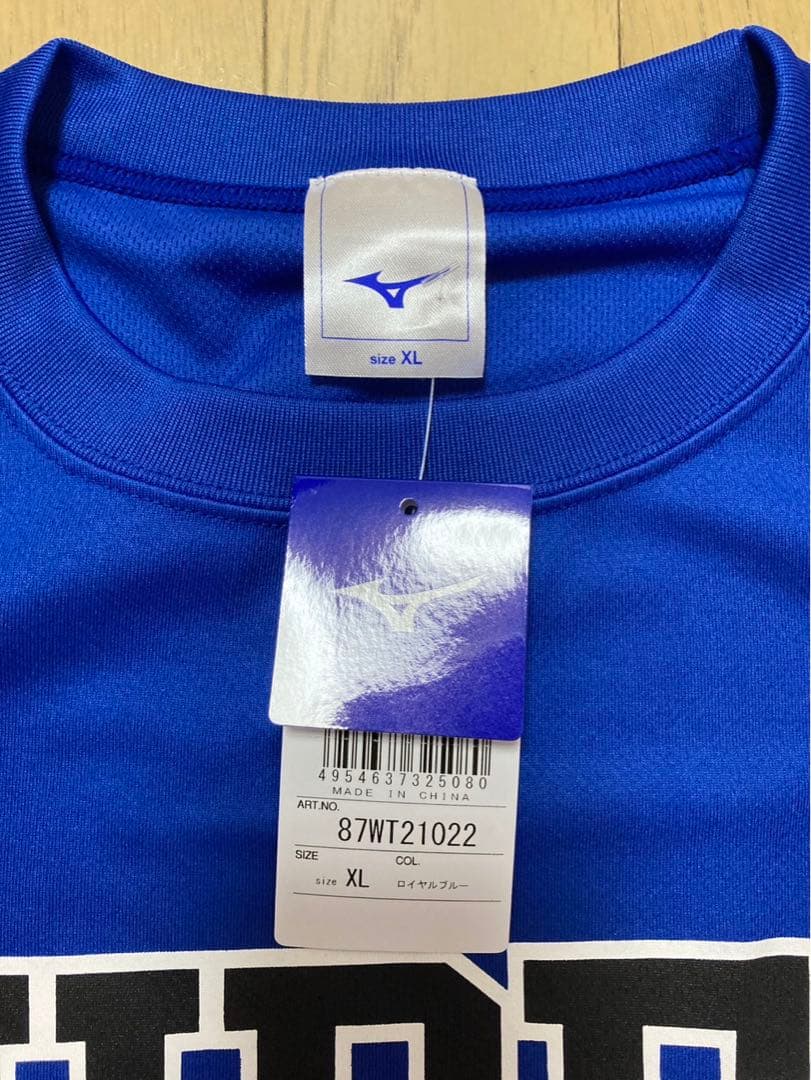 size XL
4954637325080
MADE IN CHINA
ART.NO.
87WT21022
SIZE COL.
size XL ロイヤルブルー